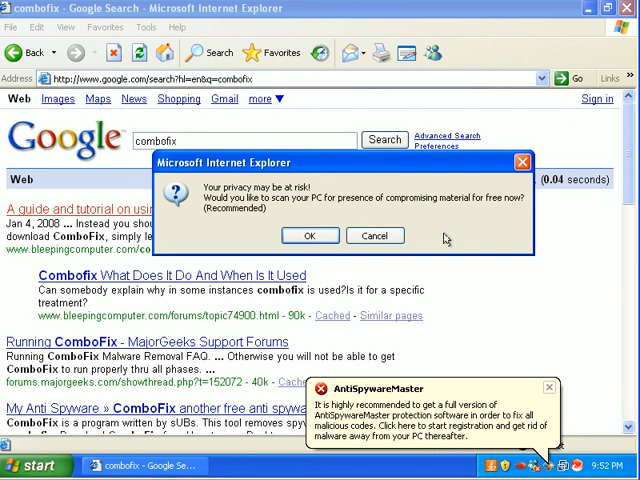 combofix - Google Search - Microsoft Internet Explorer
File Edit View Favorites Tools Help
Back Search Favorites
Address http://www.google.com/search?hl=en&q=combofix Go Links »
Web Images Maps News Shopping Gmail more ▼ Sign in
Google combofix Search Advanced Search
Preferences
Web (0.04 seconds)
Microsoft Internet Explorer
Your privacy may be at risk!
Would you like to scan your PC for presence of compromising material for free now?
(Recommended)
OK Cancel
A guide and tutorial on usin
Jan 4, 2008 ... Instead you shou
download ComboFix, simply le
www.bleepingcomputer.com/co
Combofix What Does It Do And When Is It Used
Can somebody explain why in some instances combofix is used?Is it for a specific
treatment?
www.bleepingcomputer.com/forums/topic74900.html - 90k - Cached - Similar pages
Running ComboFix - MajorGeeks Support Forums
Running ComboFix Malware Removal FAQ. ... Otherwise you will not be able to get
ComboFix to run properly thru all phases. ...
forums.majorgeeks.com/showthread.php?t=152072 - 40k - Cache
My Anti Spyware » ComboFix another free anti spywa
ComboFix is a program written by sUBs. This tool removes spyw
AntiSpywareMaster
It is highly recommended to get a full version of
AntiSpywareMaster protection software in order to fix all
malicious codes. Click here to start registration and get rid of
malware away from your PC thereafter.
start combofix - Google Se... 9:52 PM